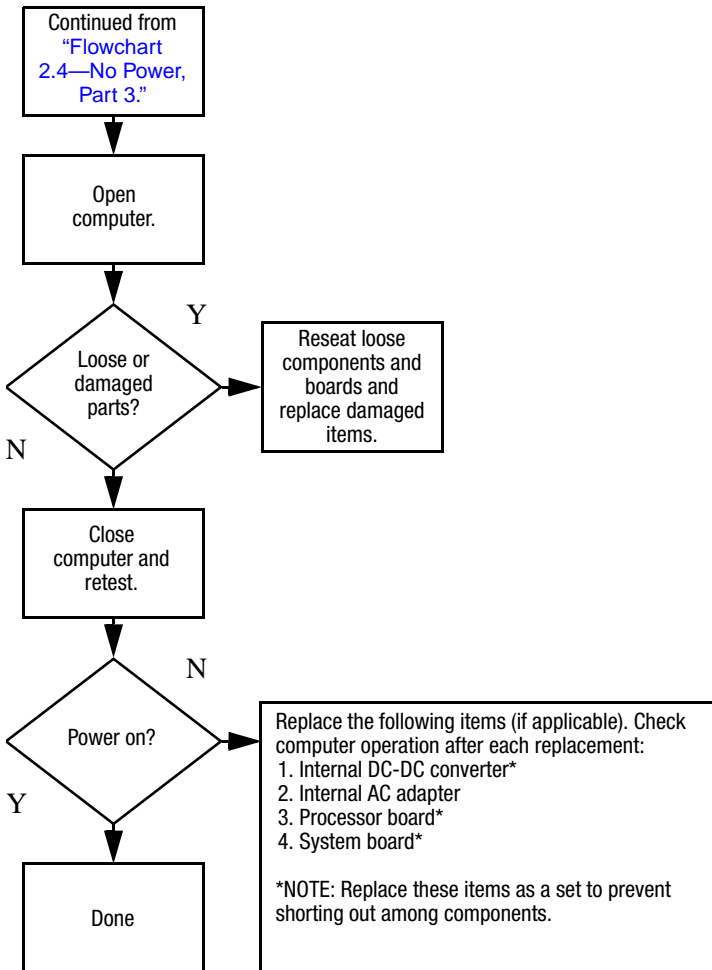 Continued from
“Flowchart
2.4—No Power,
Part 3.”
Open
computer.
Y
Loose or
damaged
parts?
Reseat loose
components and
boards and
replace damaged
items.
N
Close
computer and
retest.
N
Power on?
Replace the following items (if applicable). Check
computer operation after each replacement:
1. Internal DC-DC converter*
2. Internal AC adapter
3. Processor board*
4. System board*
*NOTE: Replace these items as a set to prevent
shorting out among components.
Y
Done